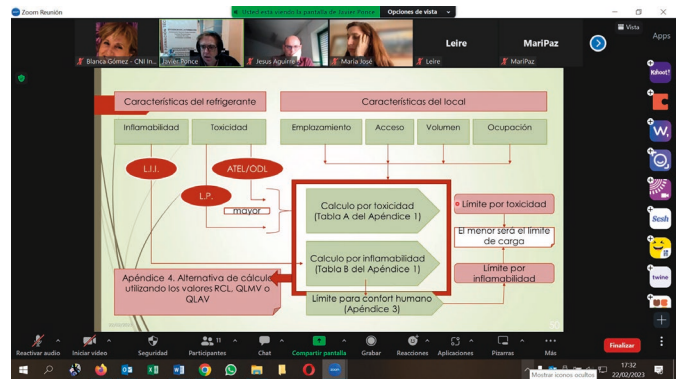 Zoom Reunión
Usted está viendo la pantalla de Javier Ponce
Opciones de vista
Vista
Apps
Blanca Gómez - CNI In...
Javier Ponce
Jesus Aguirre
María José
Leire
Leire
MariPaz
MariPaz
Kahoot!
Sesh
twine
Características del refrigerante
Características del local
Inflamabilidad
Toxicidad
Emplazamiento
Acceso
Volumen
Ocupación
L.I.I.
ATEL/ODL
L.P.
mayor
Calculo por toxicidad
(Tabla A del Apéndice 1)
Límite por toxicidad
El menor será el límite
de carga
Calculo por inflamabilidad
(Tabla B del Apéndice 1)
Límite por
inflamabilidad
Apéndice 4. Alternativa de cálculo
utilizando los valores RCL, QLMV o
QLAV
Límite para confort humano
(Apéndice 3)
Reactivar audio
Iniciar video
Seguridad
Participantes
11
Chat
Compartir pantalla
Grabar
Reacciones
Aplicaciones
Pizarras
Más
Finalizar
17:32
22/02/2023
Mostrar iconos ocultos